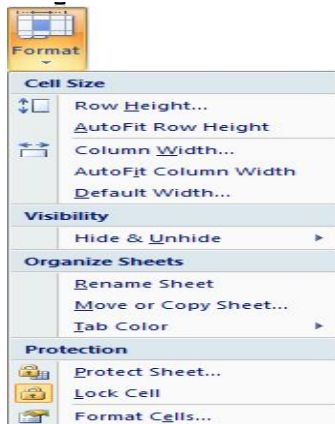 Format
Cell Size
Row Height...
AutoFit Row Height
Column Width...
AutoFit Column Width
Default Width...
Visibility
Hide & Unhide
Organize Sheets
Rename Sheet
Move or Copy Sheet...
Tab Color
Protection
Protect Sheet...
Lock Cell
Format Cells...